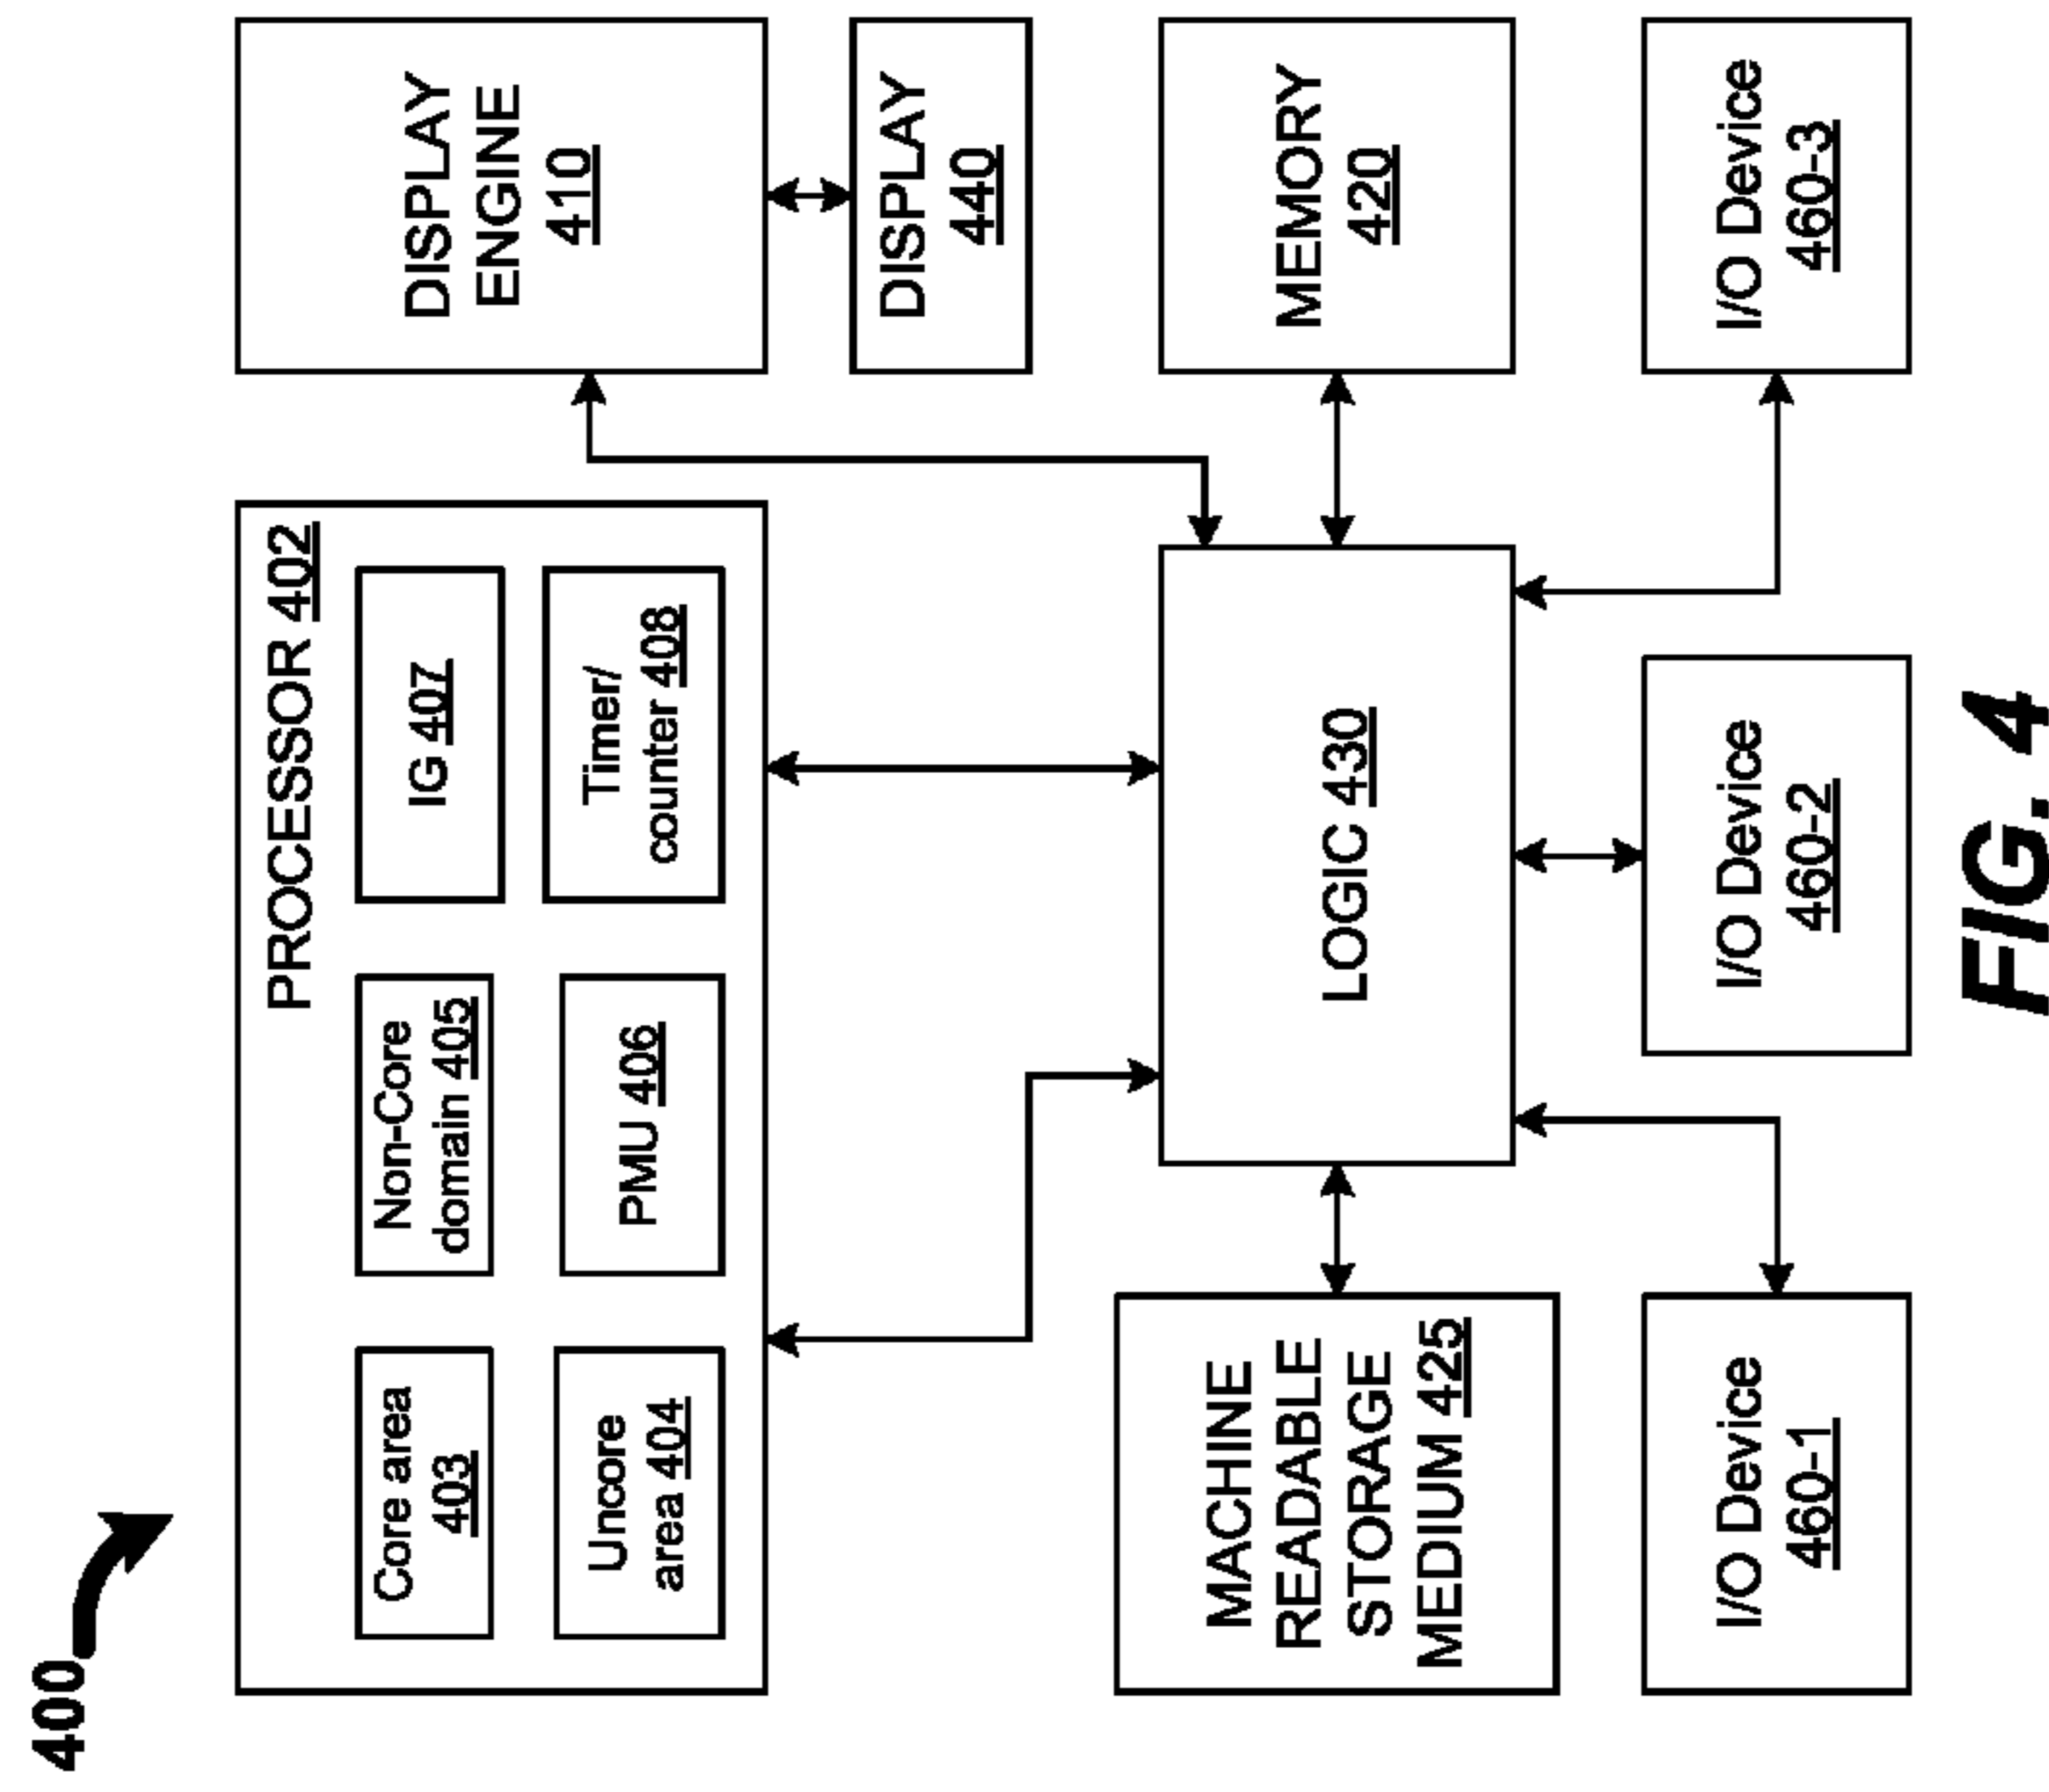 400
PROCESSOR 402
Core area
403
Non-Core
domain 405
IG 407
Uncore
area 404
PMU 406
Timer/
counter 408
DISPLAY
ENGINE
410
DISPLAY
440
MACHINE
READABLE
STORAGE
MEDIUM 425
LOGIC 430
MEMORY
420
I/O Device
460-1
I/O Device
460-2
I/O Device
460-3
FIG. 4